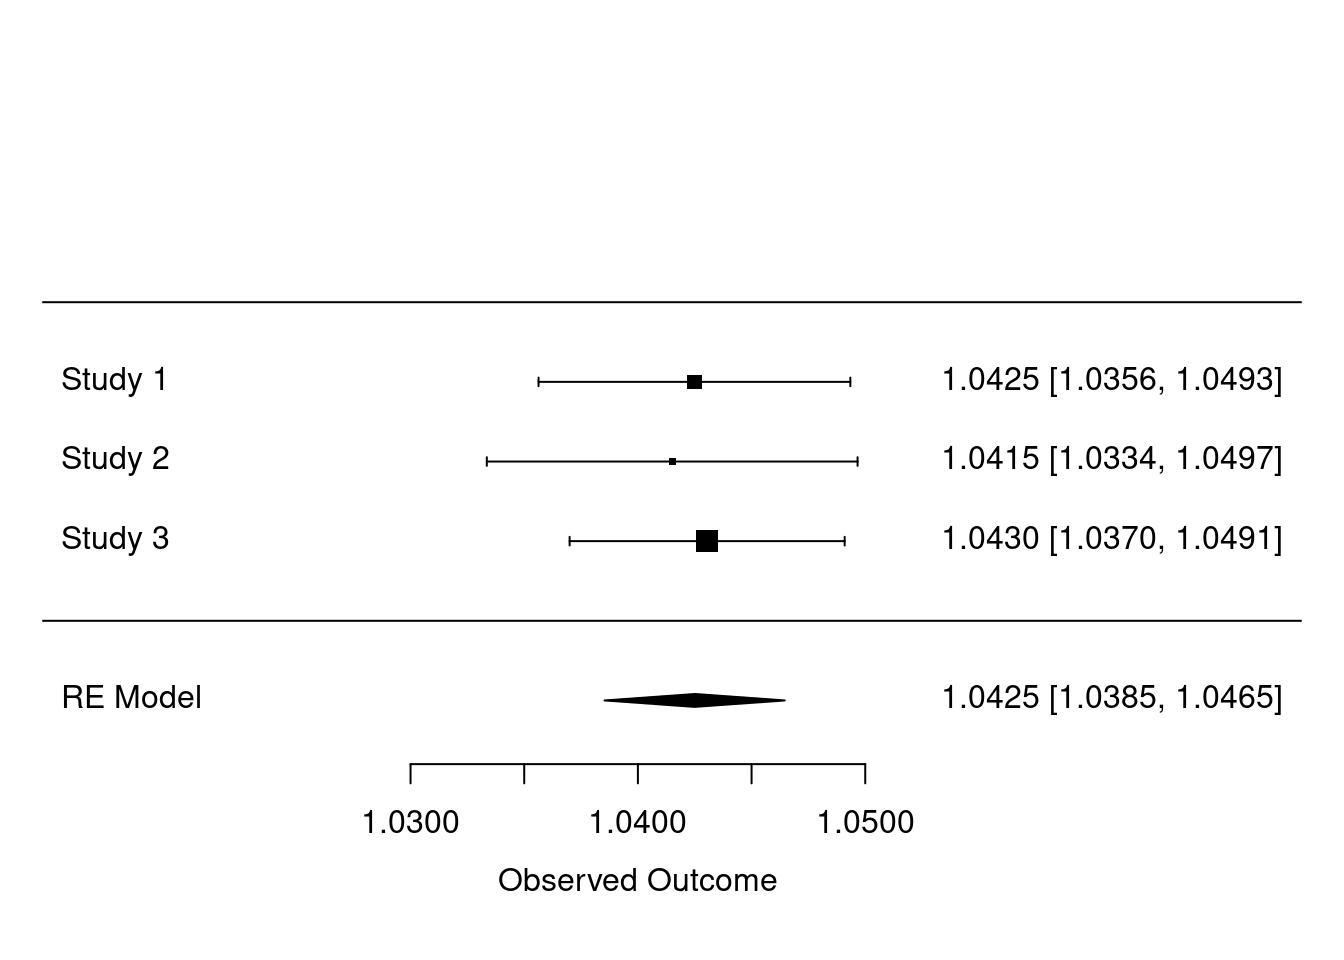 Study 1 1.0425 [1.0356, 1.0493]
Study 2 1.0415 [1.0334, 1.0497]
Study 3 1.0430 [1.0370, 1.0491]
RE Model 1.0425 [1.0385, 1.0465]
1.0300 1.0400 1.0500
Observed Outcome